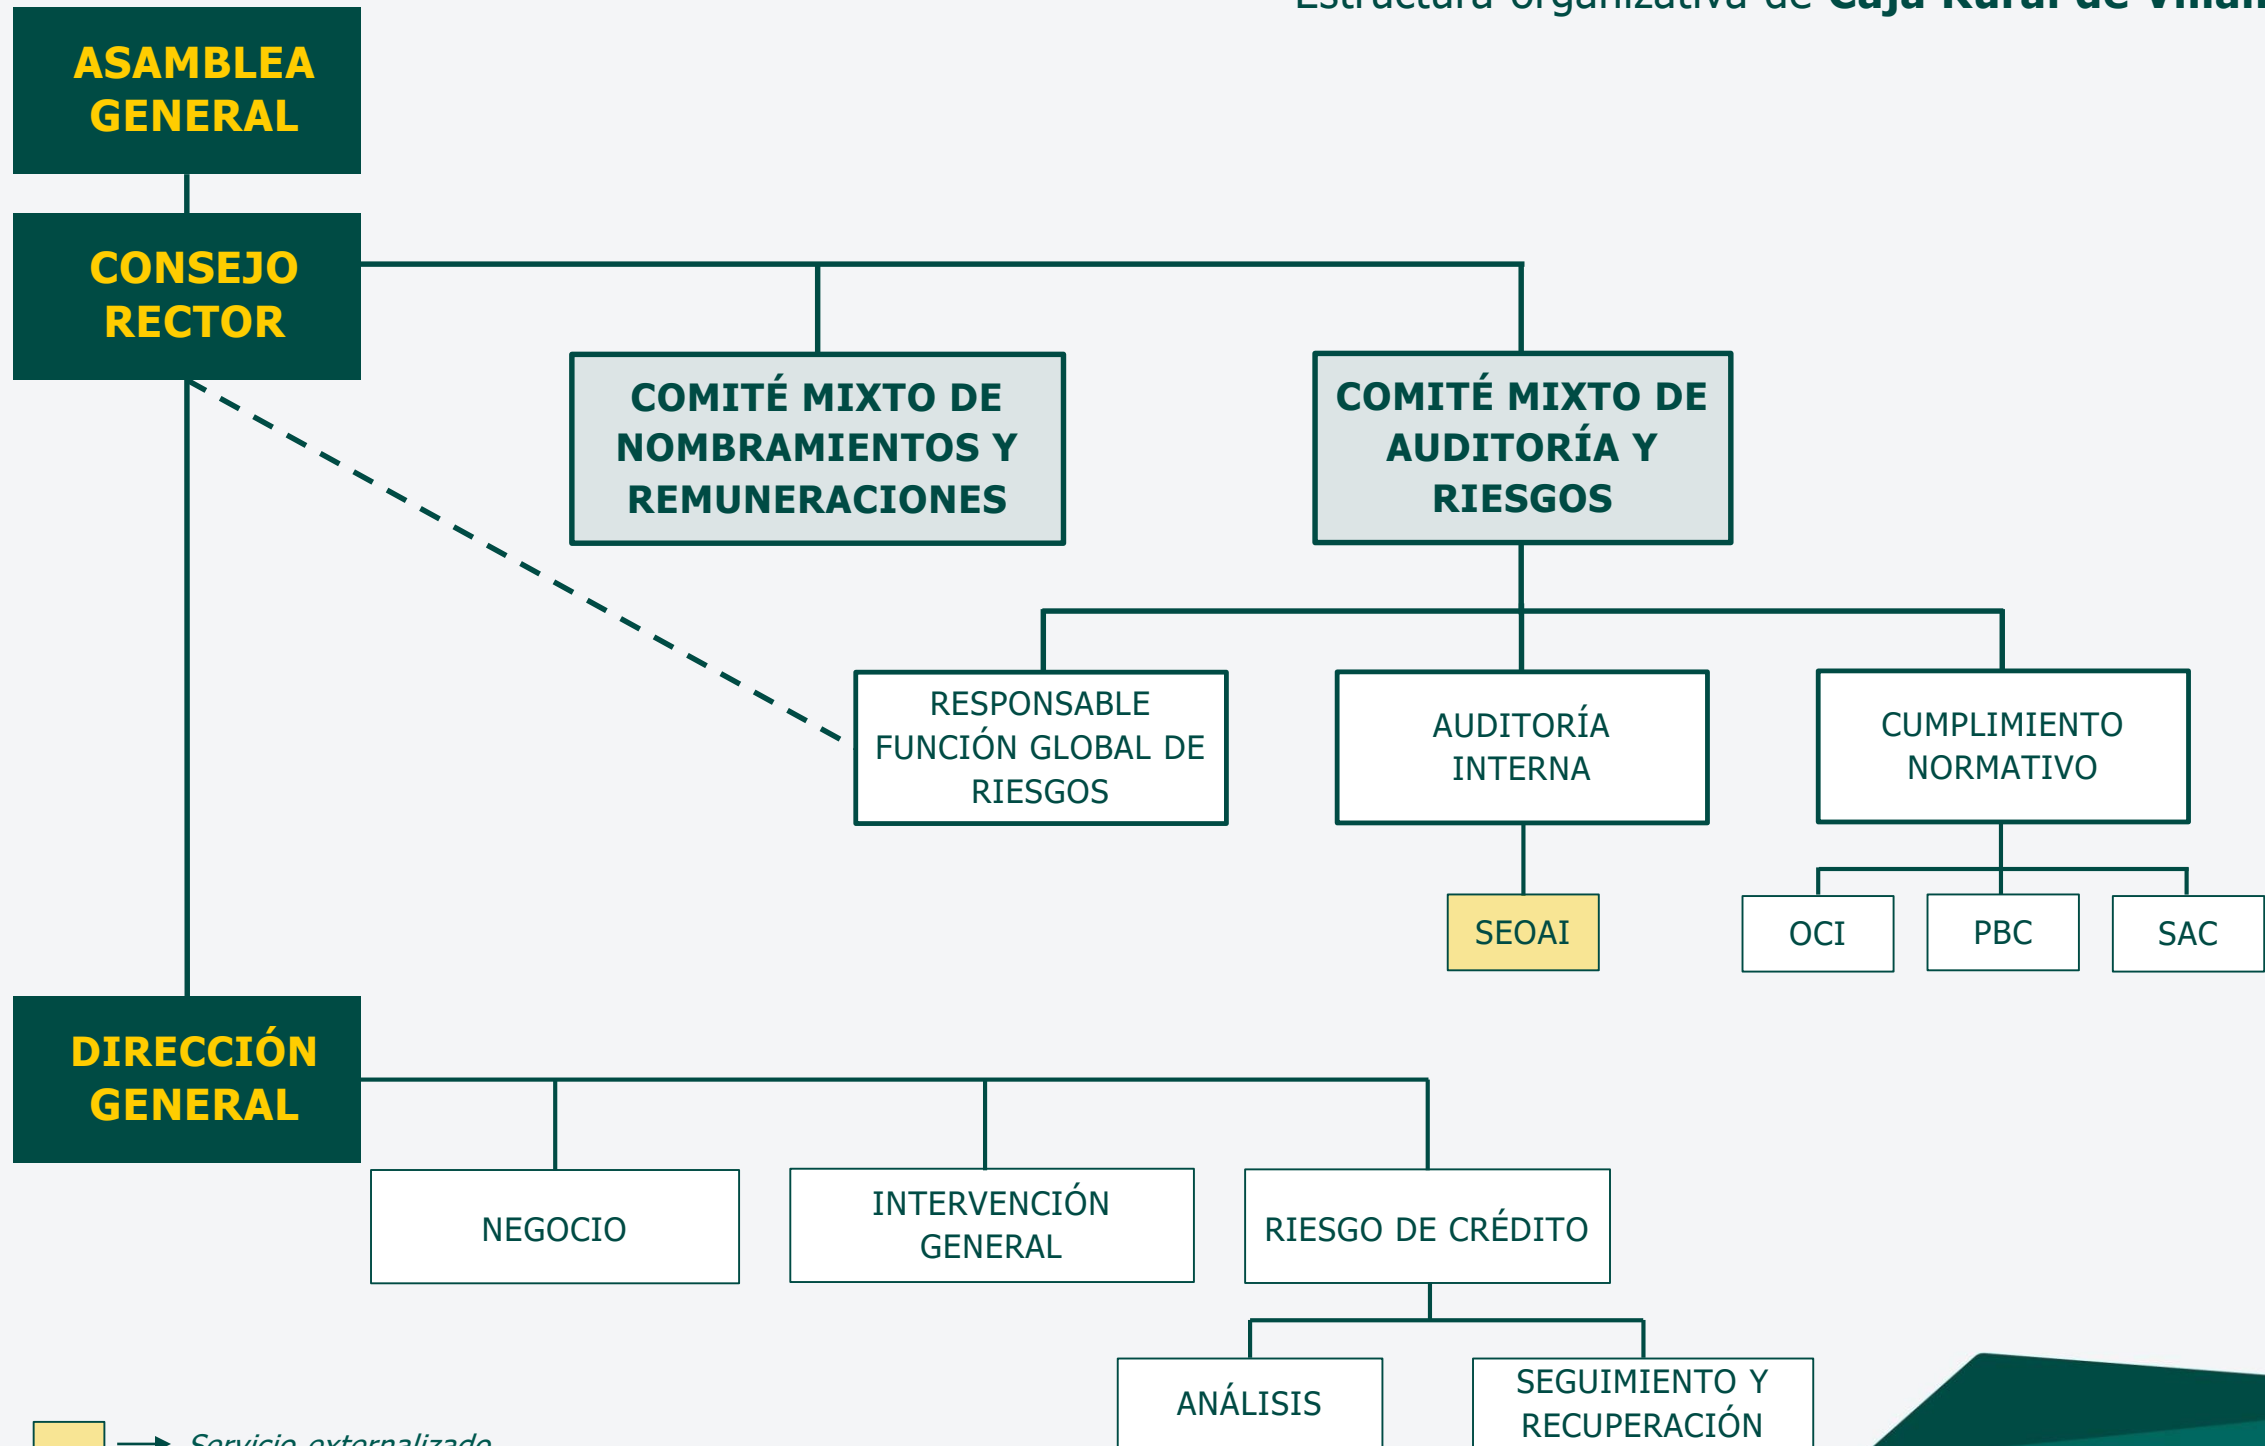 Estructura organizativa de Caja Rural de
ASAMBLEA
GENERAL
CONSEJO
RECTOR
COMITÉ MIXTO DE
NOMBRAMIENTOS Y
REMUNERACIONES
COMITÉ MIXTO DE
AUDITORÍA Y
RIESGOS
RESPONSABLE
FUNCIÓN GLOBAL DE
RIESGOS
AUDITORÍA
INTERNA
CUMPLIMIENTO
NORMATIVO
SEOAI
OCI
PBC
SAC
DIRECCIÓN
GENERAL
NEGOCIO
INTERVENCIÓN
GENERAL
RIESGO DE CRÉDITO
ANÁLISIS
SEGUIMIENTO Y
RECUPERACIÓN
Servicio externalizado